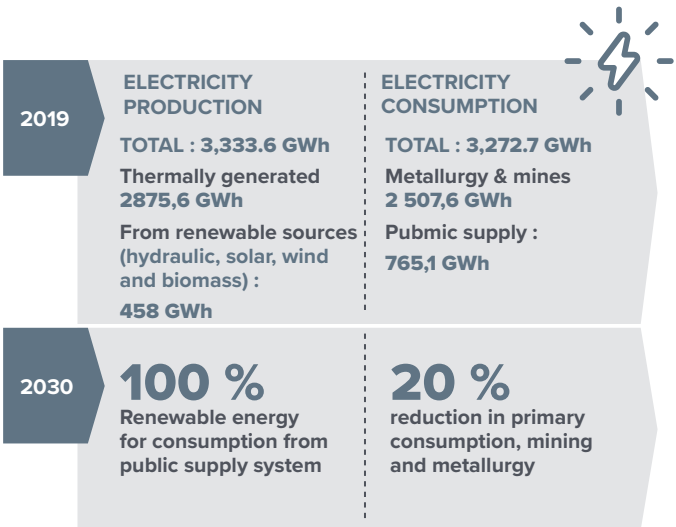 2019
ELECTRICITY
PRODUCTION
TOTAL : 3,333.6 GWh
Thermally generated
2875,6 GWh
From renewable sources
(hydraulic, solar, wind
and biomass) :
458 GWh
ELECTRICITY
CONSUMPTION
TOTAL : 3,272.7 GWh
Metallurgy & mines
2 507,6 GWh
Pubmic supply :
765,1 GWh
2030
100 %
Renewable energy
for consumption from
public supply system
20 %
reduction in primary
consumption, mining
and metallurgy